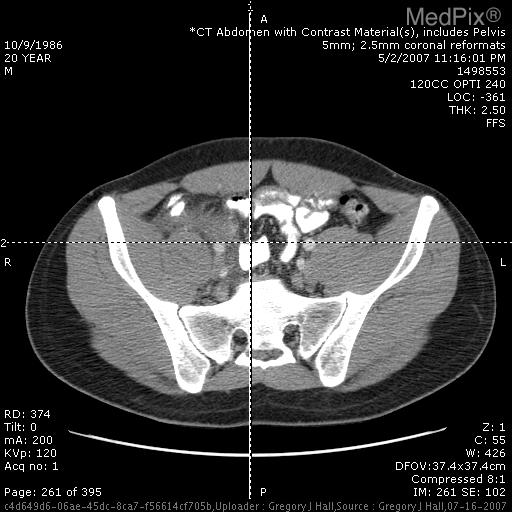 MedPix®
A
*CT Abdomen with Contrast Material(s), includes Pelvis
10/9/1986
5mm; 2.5mm coronal reformats
20 YEAR
5/2/2007 11:16:01 PM
M
1498553
120CC OPTI 240
LOC: -361
THK: 2.50
FFS
2
R
L
RD: 374
Tilt: 0
mA: 200
KVp: 120
Acq no: 1
Page: 261 of 395
P
Z: 1
C: 55
W: 426
DFOV:37.4x37.4cm
Compressed 8:1
IM: 261 SE: 102
c4d649d6-06ae-45dc-8ca7-f56614cf705b,Uploader : Gregory J Hall,Source : Gregory J Hall,07-16-2007